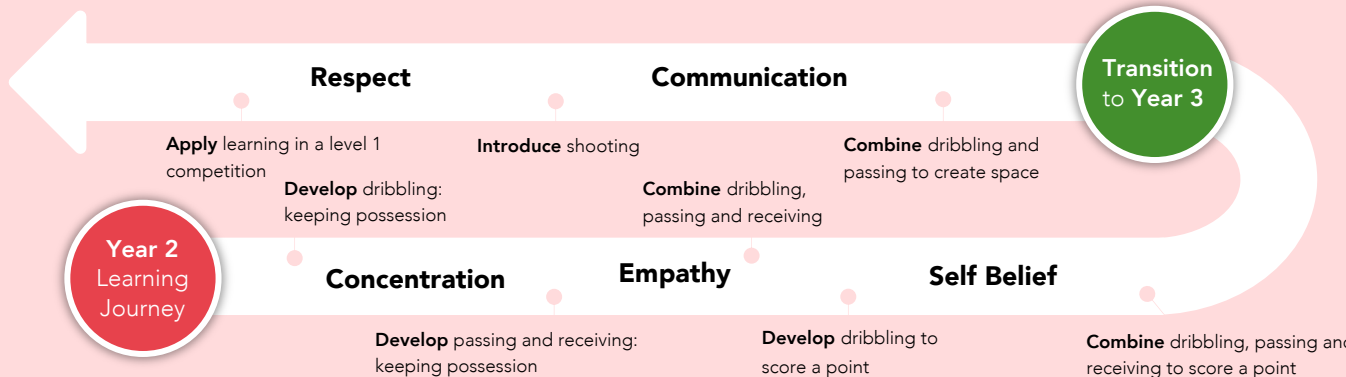 Respect
Communication
Transition
to Year 3
Apply learning in a level 1
competition
Introduce shooting
Combine dribbling and
passing to create space
Develop dribbling:
keeping possession
Combine dribbling,
passing and receiving
Year 2
Learning
Journey
Concentration
Empathy
Self Belief
Develop passing and receiving:
keeping possession
Develop dribbling to
score a point
Combine dribbling, passing and
receiving to score a point